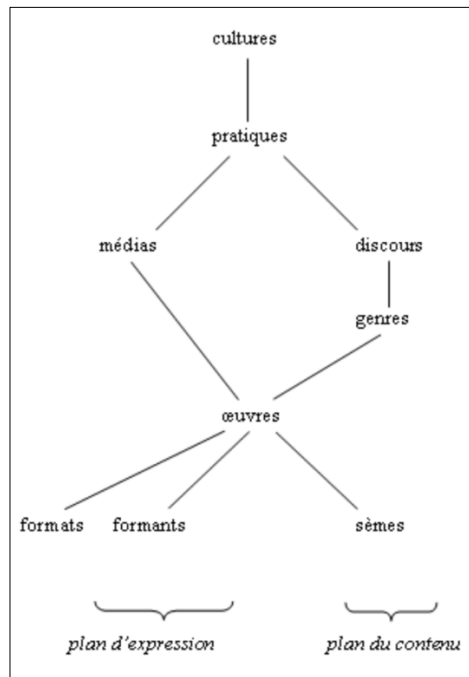 cultures
pratiques
médias discours
genres
œuvres
formats formants sèmes
plan d'expression plan du contenu